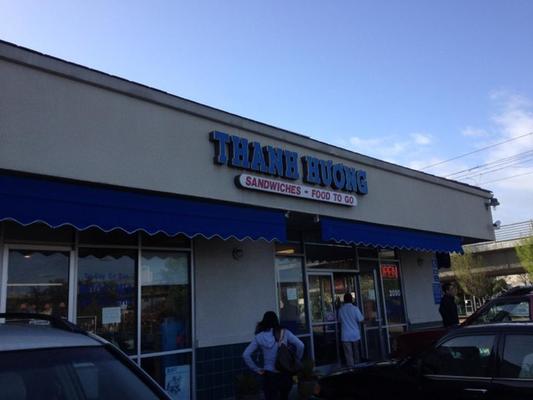 THANH HUONG
SANDWICHES - FOOD TO GO
OPEN